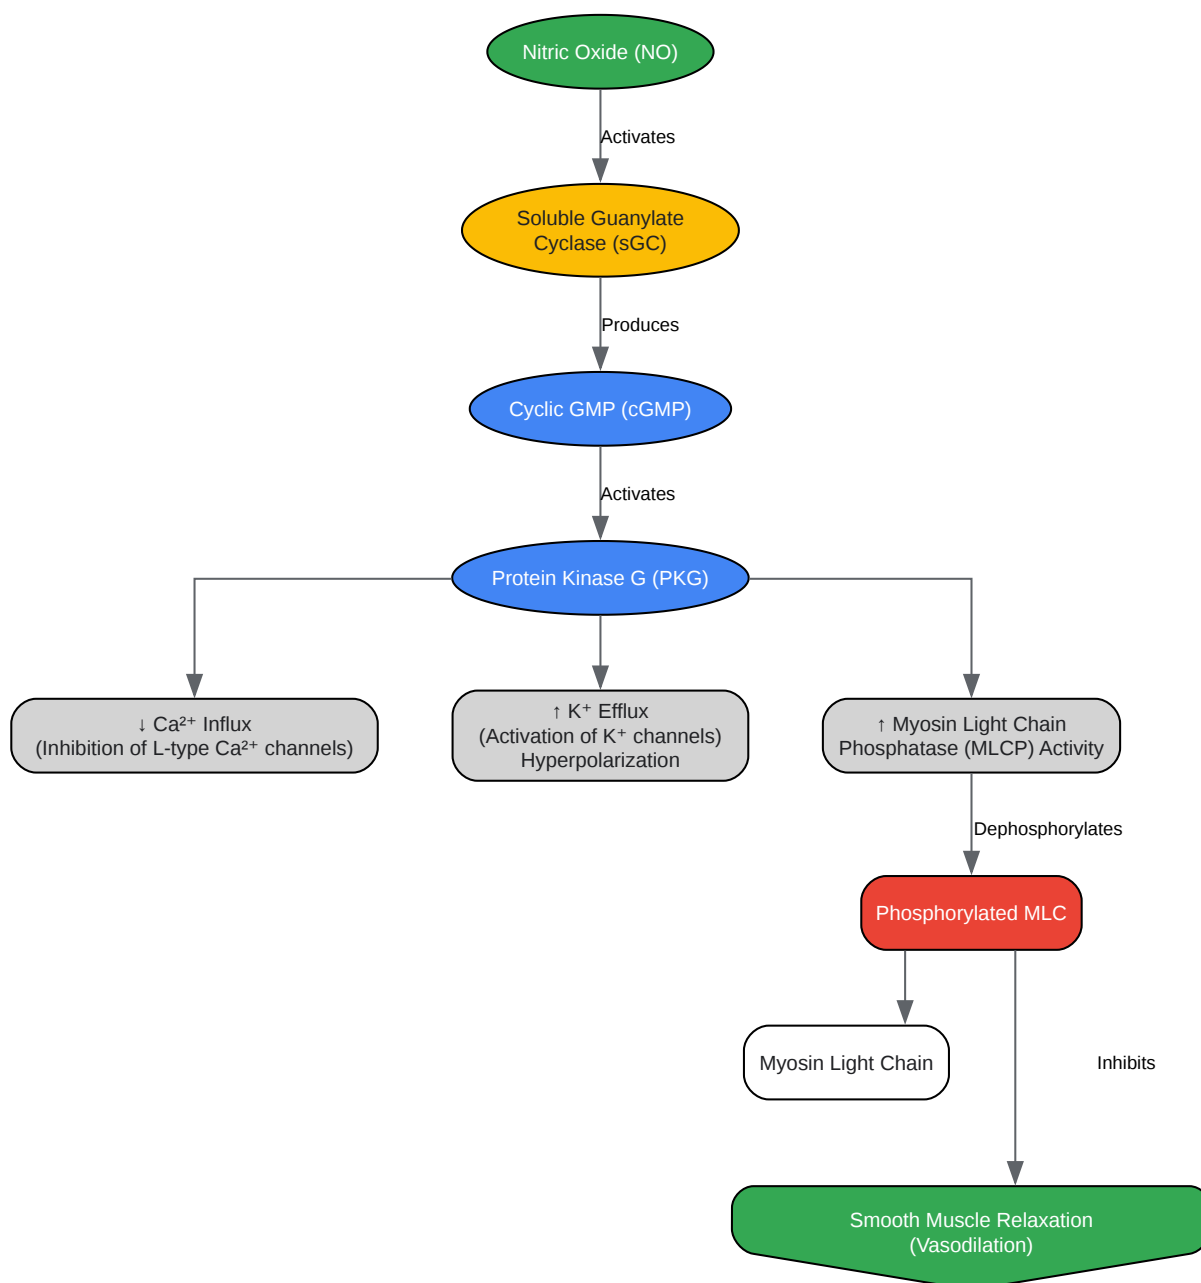 Nitric Oxide (NO)
Activates
Soluble Guanylate
Cyclase (sGC)
Produces
Cyclic GMP (cGMP)
Activates
Protein Kinase G (PKG)
↓ Ca²⁺ Influx
(Inhibition of L-type Ca²⁺ channels)
↑ K⁺ Efflux
(Activation of K⁺ channels)
Hyperpolarization
↑ Myosin Light Chain
Phosphatase (MLCP) Activity
Dephosphorylates
Phosphorylated MLC
Myosin Light Chain
Inhibits
Smooth Muscle Relaxation
(Vasodilation)